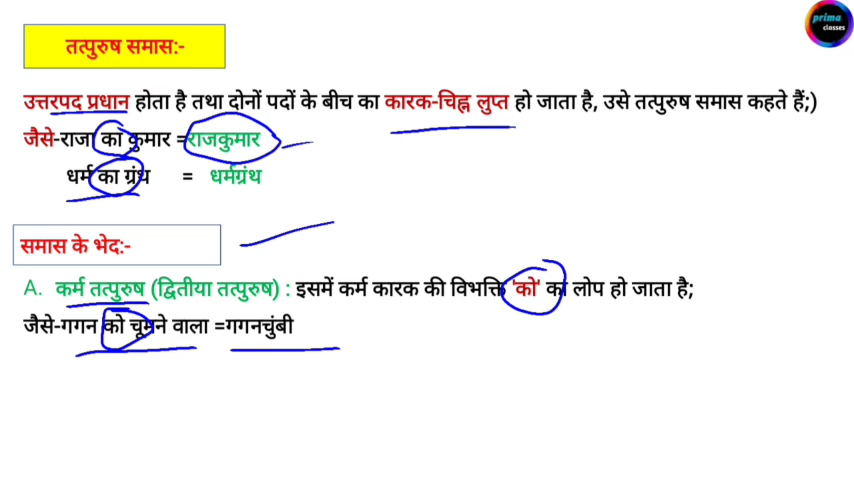 prima
classes
तत्पुरुष समास:-
उत्तरपद प्रधान होता है तथा दोनों पदों के बीच का कारक-चिह्न लुप्त हो जाता है, उसे तत्पुरुष समास कहते हैं;)
जैसे-राजा का कुमार =राजकुमार
धर्म का ग्रंथ = धर्मग्रंथ
समास के भेद:-
A. कर्म तत्पुरुष (द्वितीया तत्पुरुष) : इसमें कर्म कारक की विभक्ति 'को' का लोप हो जाता है;
जैसे-गगन को चूमने वाला =गगनचुंबी